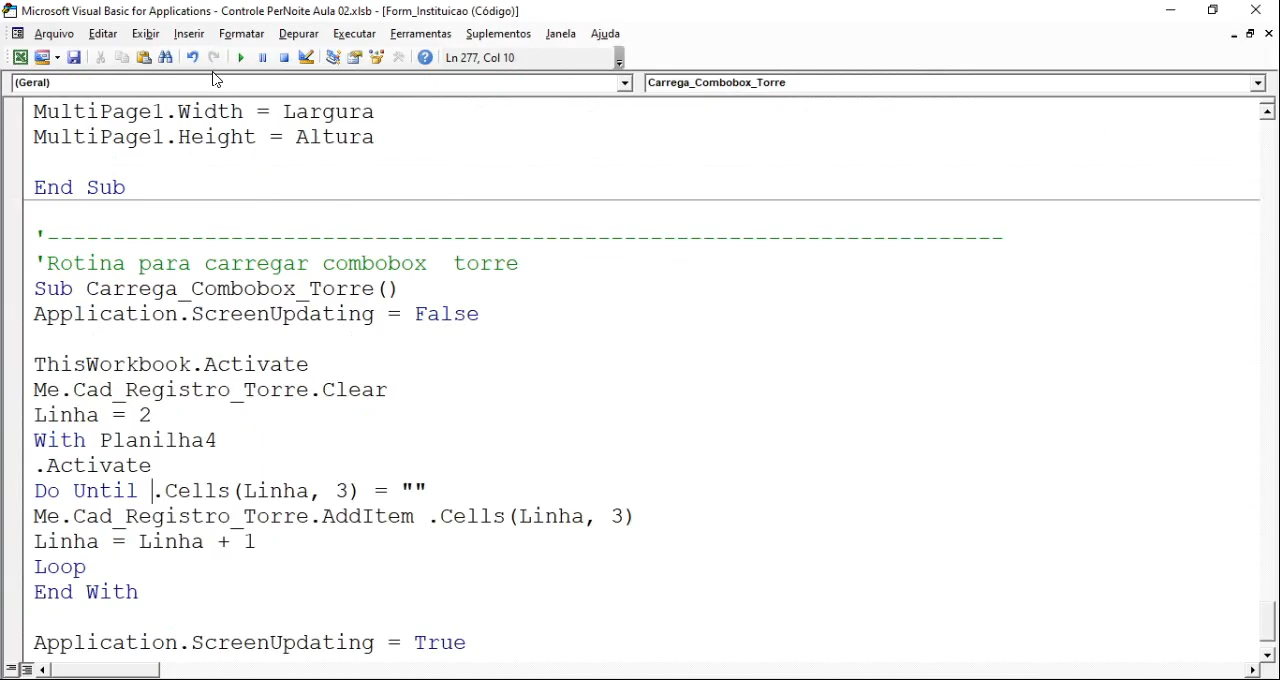 Microsoft Visual Basic for Applications - Controle PerNoite Aula 02.xlsb - [Form_Instituicao (Código)]
Arquivo Editar Exibir Inserir Formatar Depurar Executar Ferramentas Suplementos Janela Ajuda
Ln 277, Col 10
(Geral) Carrega_Combobox_Torre
MultiPage1.Width = Largura
MultiPage1.Height = Altura
End Sub
'-------------------------------------------------------------------------
'Rotina para carregar combobox  torre
Sub Carrega_Combobox_Torre()
Application.ScreenUpdating = False
ThisWorkbook.Activate
Me.Cad_Registro_Torre.Clear
Linha = 2
With Planilha4
.Activate
Do Until .Cells(Linha, 3) = ""
Me.Cad_Registro_Torre.AddItem .Cells(Linha, 3)
Linha = Linha + 1
Loop
End With
Application.ScreenUpdating = True